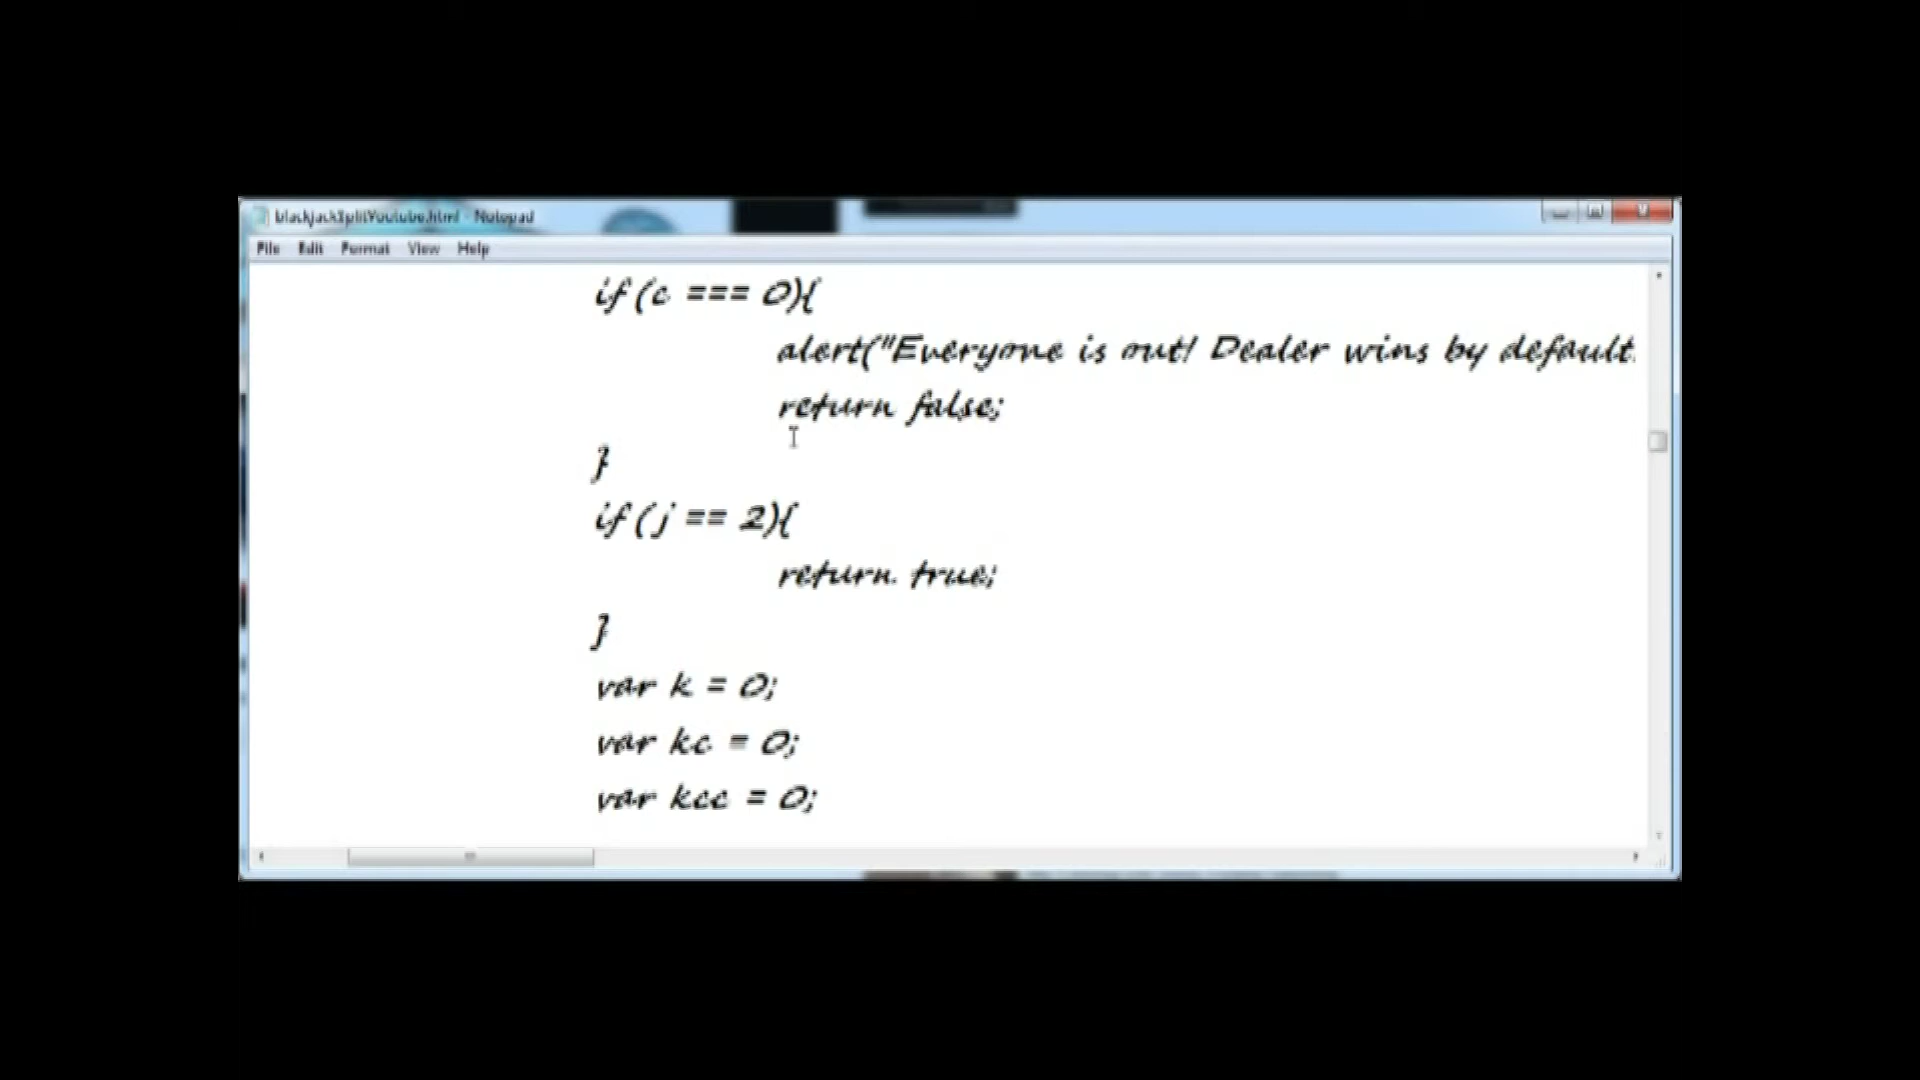 blackjackSplitYoutube.html - Notepad
File Edit Format View Help
if (c === 0){
alert("Everyone is out! Dealer wins by default.
return false;
}
if (j == 2){
return true;
}
var k = 0;
var kc = 0;
var kcc = 0;